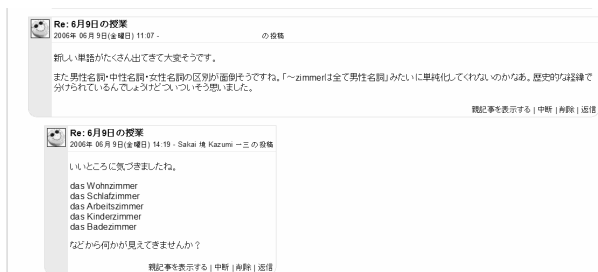 Re: 6月9日の授業
2006年 06月 9日(金曜日) 11:07 - の投稿
新しい単語がたくさん出てきて大変そうです。
また男性名詞・中性名詞・女性名詞の区別が面倒そうですね。「～zimmerは全て男性名詞」みたいに単純化してくれないのかなあ。歴史的な経緯で
分けられているんでしょうけどついついそう思いました。
親記事を表示する | 中断 | 削除 | 返信
Re: 6月9日の授業
2006年 06月 9日(金曜日) 14:19 - Sakai 境 Kazumi 一三 の投稿
いいところに気づきましたね。
das Wohnzimmer
das Schlafzimmer
das Arbeitszimmer
das Kinderzimmer
das Badezimmer
などから何かが見えてきませんか？
親記事を表示する | 中断 | 削除 | 返信